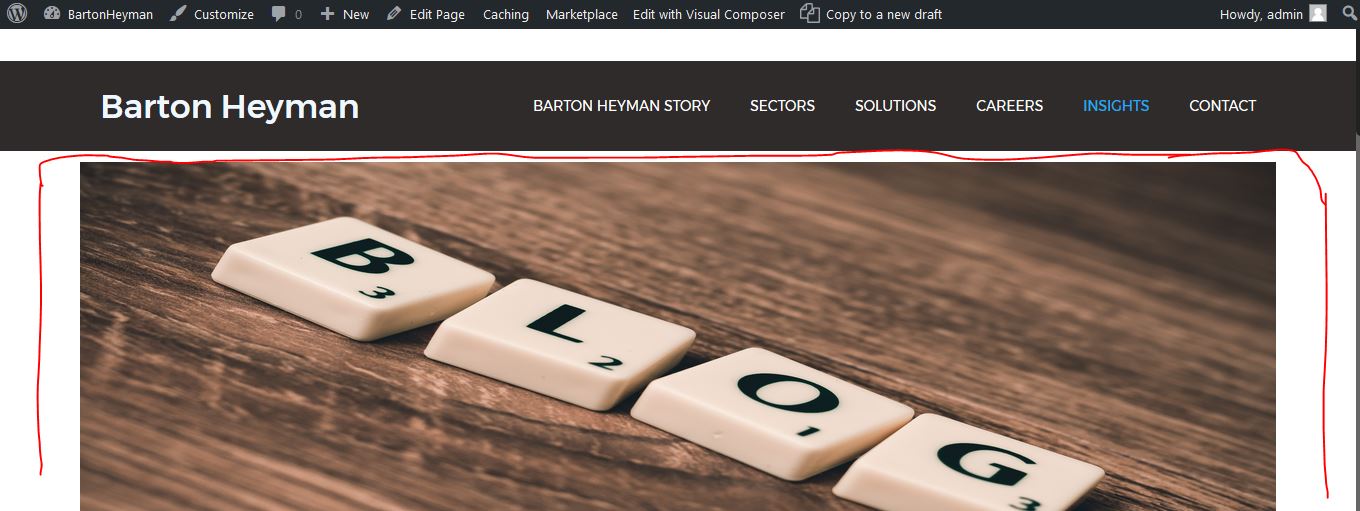 BartonHeyman Customize 0 New Edit Page Caching Marketplace Edit with Visual Composer Copy to a new draft Howdy, admin
Barton Heyman BARTON HEYMAN STORY SECTORS SOLUTIONS CAREERS INSIGHTS CONTACT
B
3
L
2
O
1
G
3